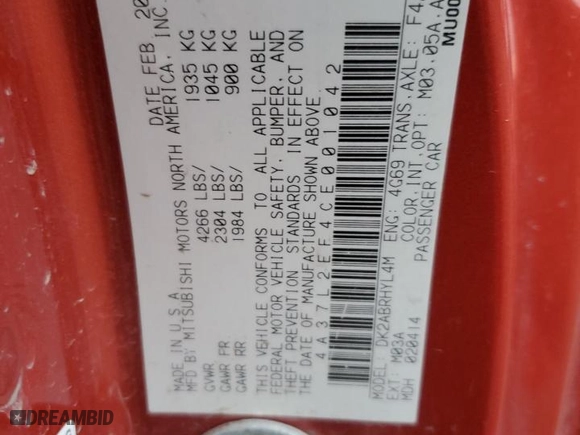 MADE IN U S A DATE FEB 20
MFD BY MITSUBISHI MOTORS NORTH AMERICA, INC.
GVWR 4266 LBS/ 1935 KG
GAWR FR 2304 LBS/ 1045 KG
GAWR RR 1984 LBS/ 900 KG
THIS VEHICLE CONFORMS TO ALL APPLICABLE
FEDERAL MOTOR VEHICLE SAFETY, BUMPER, AND
THEFT PREVENTION STANDARDS IN EFFECT ON
THE DATE OF MANUFACTURE SHOWN ABOVE
4A37L2EF4CE001042
MODEL: DK2ABRHYL4M ENG: 4G69 TRANS. AXLE: F4
EXT M03A COLOR.INT.OPT: M03.05A.A
MDH 020414 PASSENGER CAR
MU00
DREAMBID